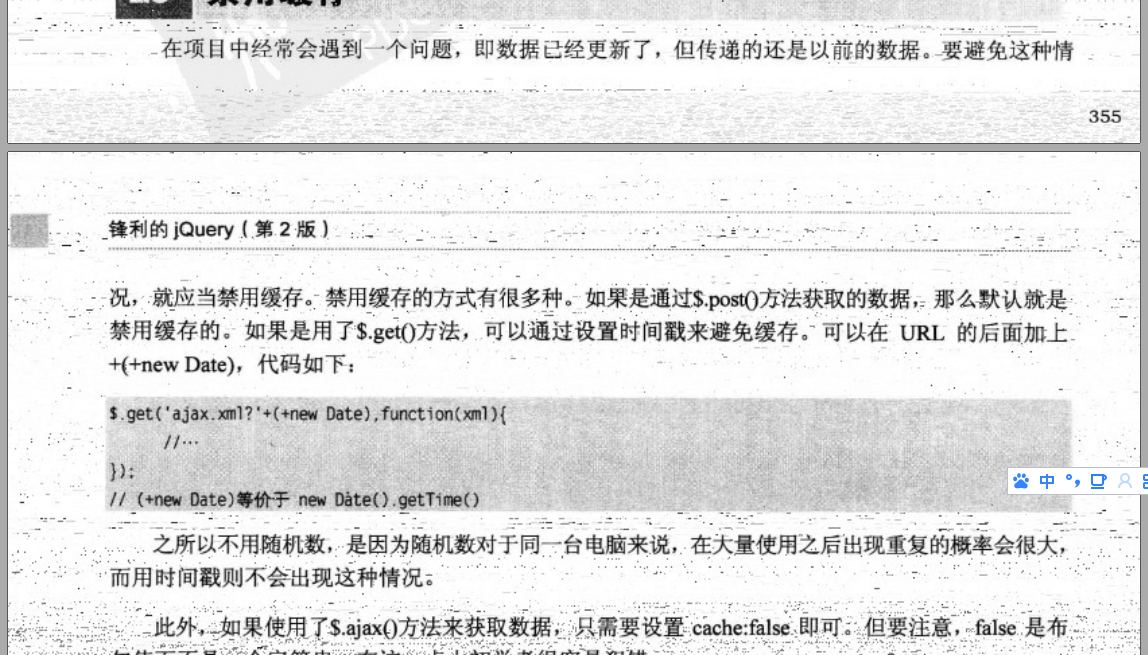 禁用缓存
在项目中经常会遇到一个问题，即数据已经更新了，但传递的还是以前的数据。要避免这种情
355
锋利的 jQuery（第 2 版）
况，就应当禁用缓存。禁用缓存的方式有很多种。如果是通过$.post()方法获取的数据，那么默认就是
禁用缓存的。如果是用了$.get()方法，可以通过设置时间戳来避免缓存。可以在 URL 的后面加上
+(+new Date)，代码如下：
$.get('ajax.xml?'+(+new Date),function(xml){
//…
});
// (+new Date)等价于 new Date().getTime()
中
之所以不用随机数，是因为随机数对于同一台电脑来说，在大量使用之后出现重复的概率会很大，
而用时间戳则不会出现这种情况。
此外，如果使用了$.ajax()方法来获取数据，只需要设置 cache:false 即可。但要注意，false 是布